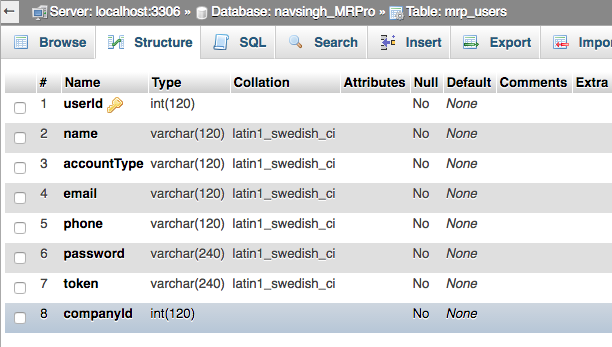 Server: localhost:3306 » Database: navsingh_MRPro » Table: mrp_users
Browse Structure SQL Search Insert Export Impor
# Name Type Collation Attributes Null Default Comments Extra
1 userId int(120) No None
2 name varchar(120) latin1_swedish_ci No None
3 accountType varchar(120) latin1_swedish_ci No None
4 email varchar(120) latin1_swedish_ci No None
5 phone varchar(120) latin1_swedish_ci No None
6 password varchar(240) latin1_swedish_ci No None
7 token varchar(240) latin1_swedish_ci No None
8 companyId int(120) No None